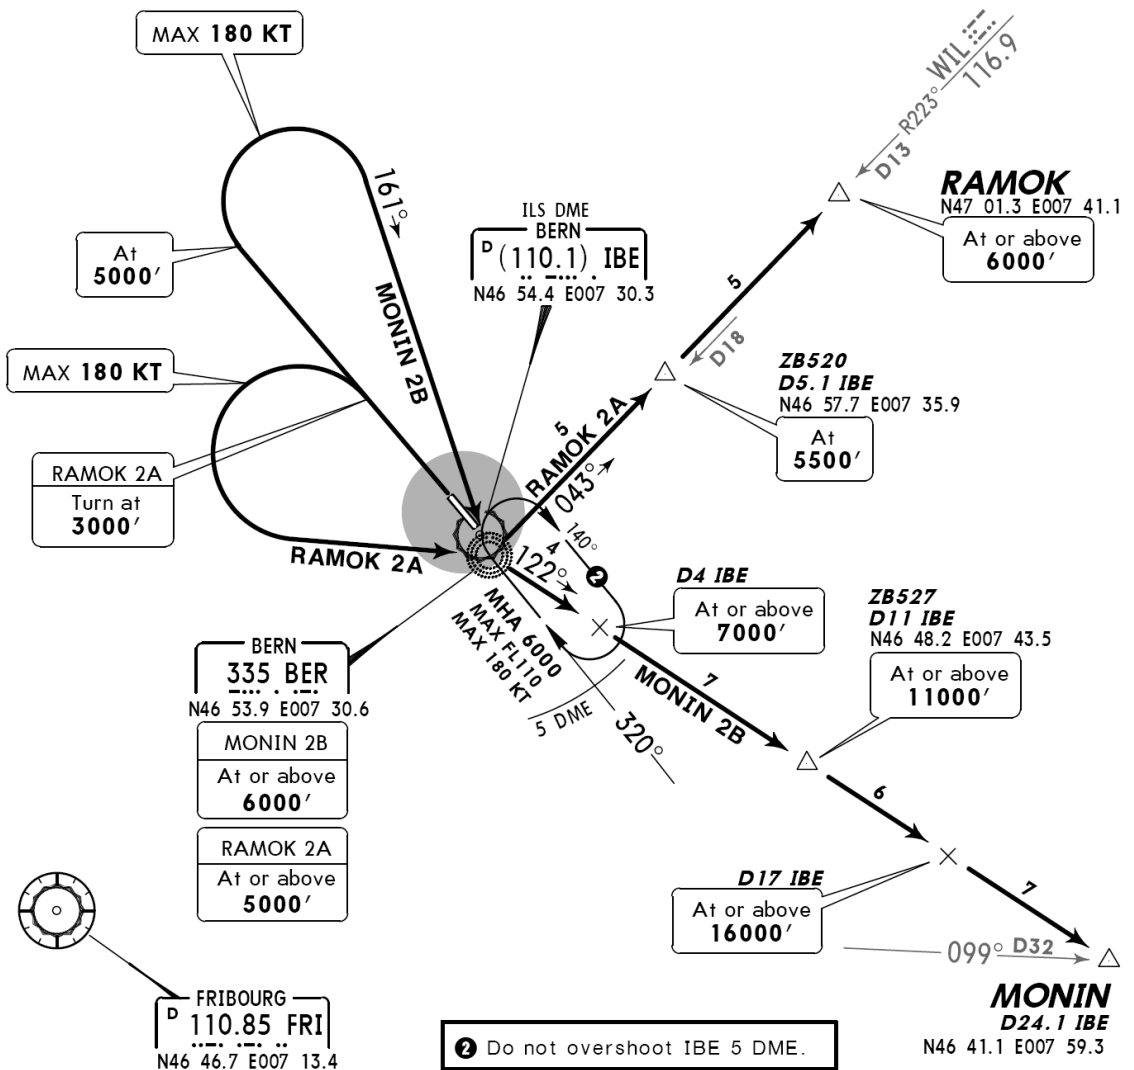 MAX 180 KT
WIL
116.9
R223°
D13
RAMOK
N47 01.3 E007 41.1
At or above
6000′
161°
MONIN 2B
At
5000′
ILS DME
BERN
D (110.1) IBE
N46 54.4 E007 30.3
5
D18
ZB520
D5.1 IBE
N46 57.7 E007 35.9
At
5500′
MAX 180 KT
RAMOK 2A
Turn at
3000′
RAMOK 2A
5
RAMOK 2A
043°
140°
4
122°
2
D4 IBE
At or above
7000′
MHA 6000
MAX FL110
MAX 180 KT
5 DME
320°
7
MONIN 2B
ZB527
D11 IBE
N46 48.2 E007 43.5
At or above
11000′
BERN
335 BER
N46 53.9 E007 30.6
MONIN 2B
At or above
6000′
RAMOK 2A
At or above
5000′
6
D17 IBE
At or above
16000′
7
099° D32
MONIN
D24.1 IBE
N46 41.1 E007 59.3
FRIBOURG
D 110.85 FRI
N46 46.7 E007 13.4
2 Do not overshoot IBE 5 DME.